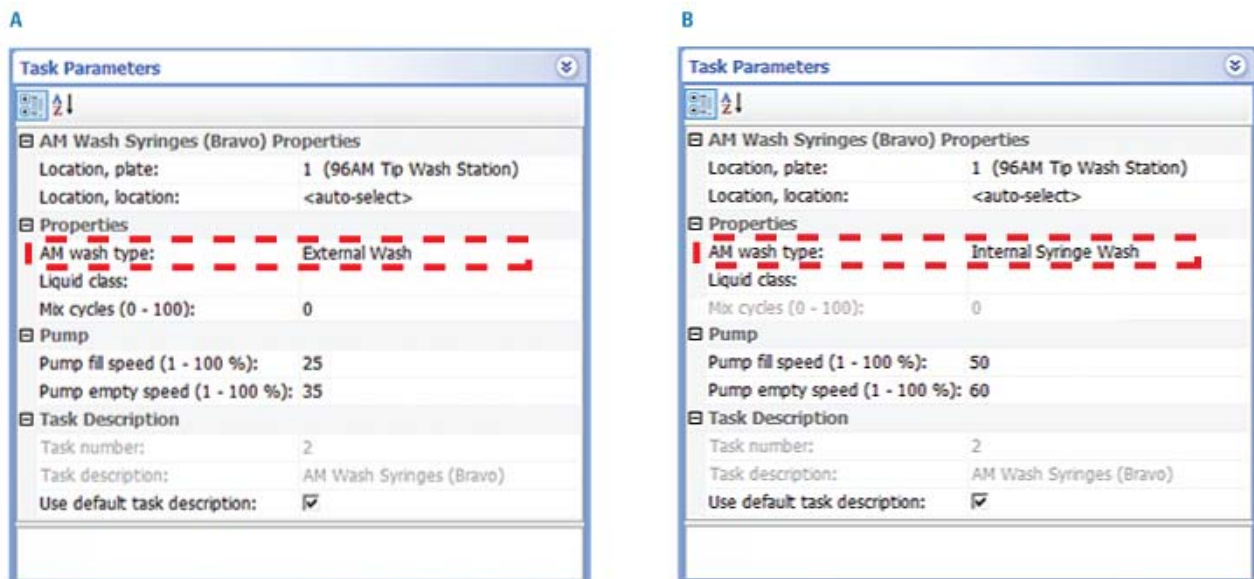 A
Task Parameters
AM Wash Syringes (Bravo) Properties
Location, plate: 1 (96AM Tip Wash Station)
Location, location: <auto-select>
Properties
AM wash type: External Wash
Liquid class:
Mix cycles (0 - 100): 0
Pump
Pump fill speed (1 - 100 %): 25
Pump empty speed (1 - 100 %): 35
Task Description
Task number: 2
Task description: AM Wash Syringes (Bravo)
Use default task description:
B
Task Parameters
AM Wash Syringes (Bravo) Properties
Location, plate: 1 (96AM Tip Wash Station)
Location, location: <auto-select>
Properties
AM wash type: Internal Syringe Wash
Liquid class:
Mix cycles (0 - 100): 0
Pump
Pump fill speed (1 - 100 %): 50
Pump empty speed (1 - 100 %): 60
Task Description
Task number: 2
Task description: AM Wash Syringes (Bravo)
Use default task description: